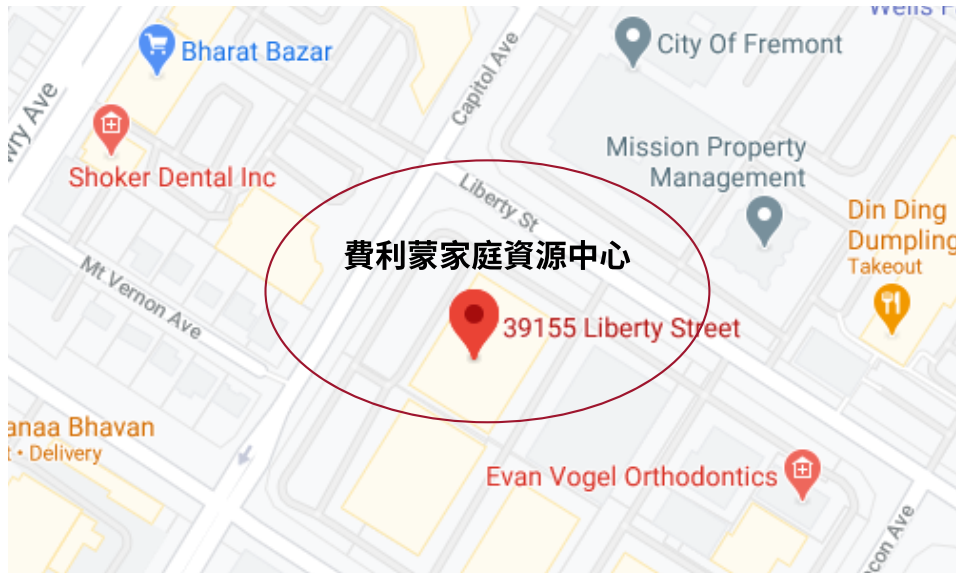 Bharat Bazar
Capitol Ave
City Of Fremont
Shoker Dental Inc
Mission Property
Management
Liberty St
Din Ding
Dumpling
Takeout
費利蒙家庭資源中心
Mt Vernon Ave
39155 Liberty Street
Bhavan
• Delivery
Evan Vogel Orthodontics
Ave